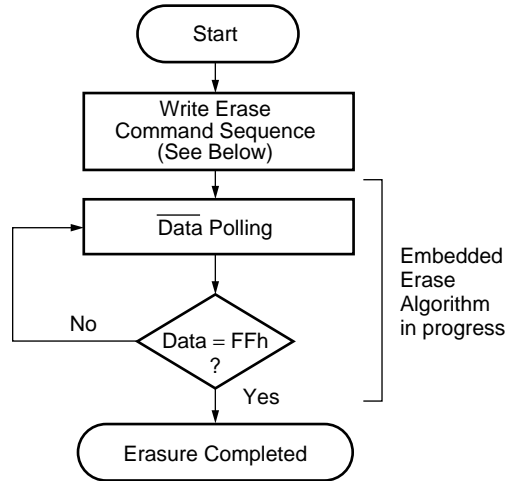 Start
Write Erase
Command Sequence
(See Below)
Data Polling
Embedded
Erase
Algorithm
in progress
No
Data = FFh
?
Yes
Erasure Completed